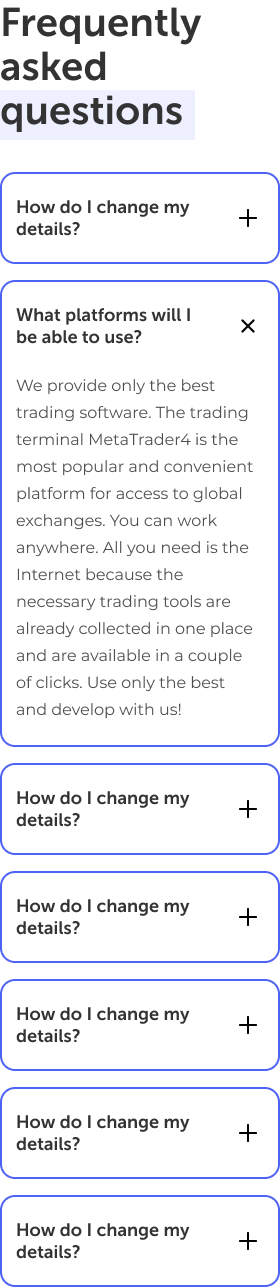 Frequently
asked
questions
How do I change my
details?
What platforms will I
be able to use?
We provide only the best
trading software. The trading
terminal MetaTrader4 is the
most popular and convenient
platform for access to global
exchanges. You can work
anywhere. All you need is the
Internet because the
necessary trading tools are
already collected in one place
and are available in a couple
of clicks. Use only the best
and develop with us!
How do I change my
details?
How do I change my
details?
How do I change my
details?
How do I change my
details?
How do I change my
details?